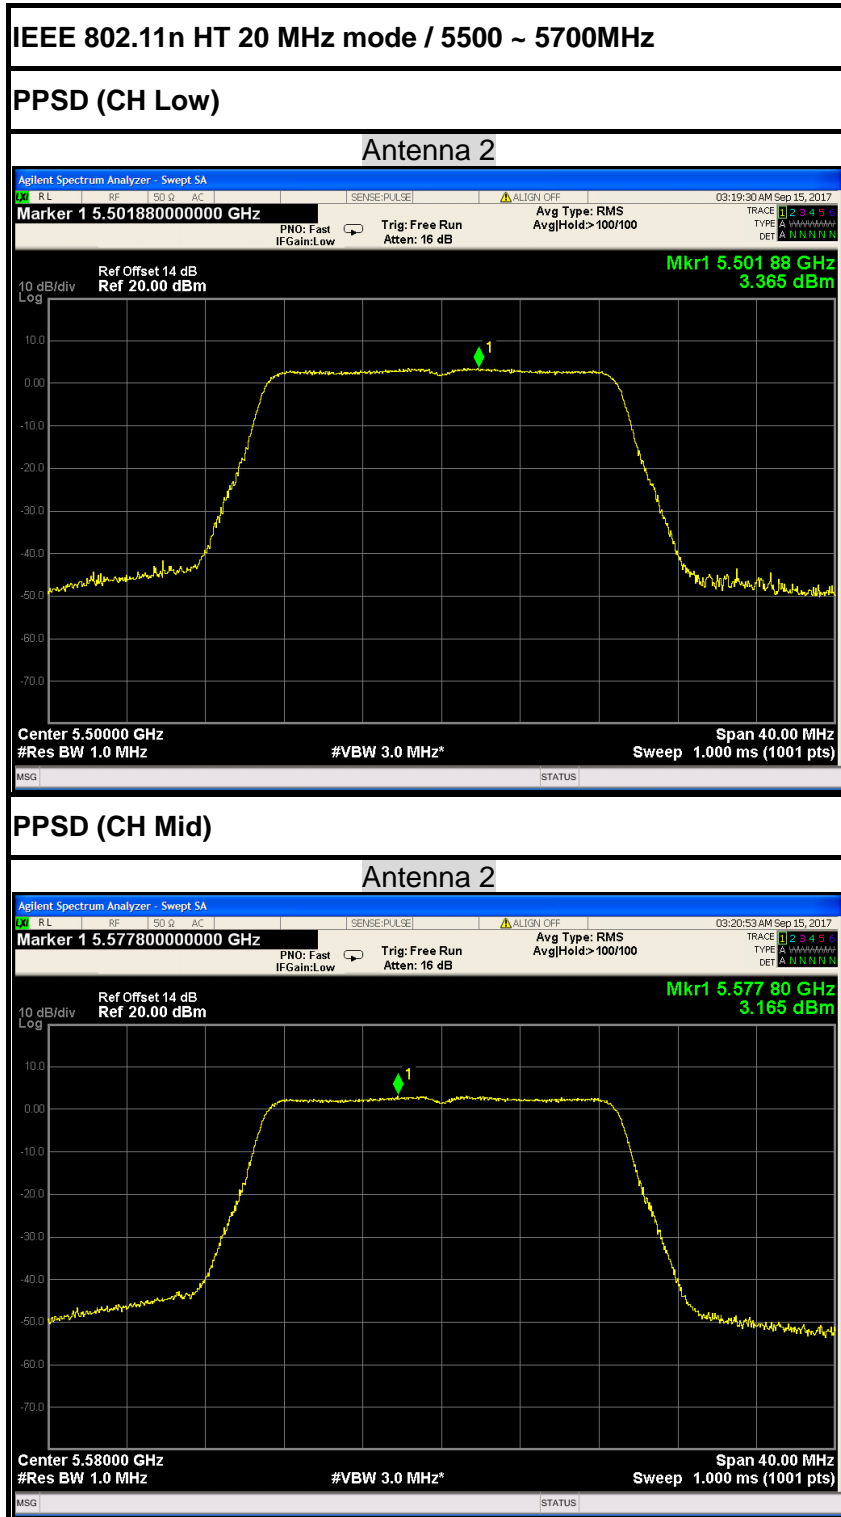 IEEE 802.11n HT 20 MHz mode / 5500 ~ 5700MHz
PPSD (CH Low)
Antenna 2
Agilent Spectrum Analyzer - Swept SA
LXI RL RF 50 Ω AC SENSE:PULSE ALIGN OFF 03:19:30 AM Sep 15, 2017
Marker 1 5.501880000000 GHz
PNO: Fast
IFGain:Low
Trig: Free Run
Atten: 16 dB
Avg Type: RMS
Avg|Hold:>100/100
TRACE 1 2 3 4 5 6
TYPE A WWWWW
DET A N N N N N
Mkr1 5.501 88 GHz
3.365 dBm
Ref Offset 14 dB
10 dB/div Ref 20.00 dBm
Log
1
10.0
0.00
-10.0
-20.0
-30.0
-40.0
-50.0
-60.0
-70.0
Center 5.50000 GHz Span 40.00 MHz
#Res BW 1.0 MHz #VBW 3.0 MHz* Sweep 1.000 ms (1001 pts)
MSG STATUS
PPSD (CH Mid)
Antenna 2
Agilent Spectrum Analyzer - Swept SA
LXI RL RF 50 Ω AC SENSE:PULSE ALIGN OFF 03:20:53 AM Sep 15, 2017
Marker 1 5.577800000000 GHz
PNO: Fast
IFGain:Low
Trig: Free Run
Atten: 16 dB
Avg Type: RMS
Avg|Hold:>100/100
TRACE 1 2 3 4 5 6
TYPE A WWWWW
DET A N N N N N
Mkr1 5.577 80 GHz
3.165 dBm
Ref Offset 14 dB
10 dB/div Ref 20.00 dBm
Log
1
10.0
0.00
-10.0
-20.0
-30.0
-40.0
-50.0
-60.0
-70.0
Center 5.58000 GHz Span 40.00 MHz
#Res BW 1.0 MHz #VBW 3.0 MHz* Sweep 1.000 ms (1001 pts)
MSG STATUS